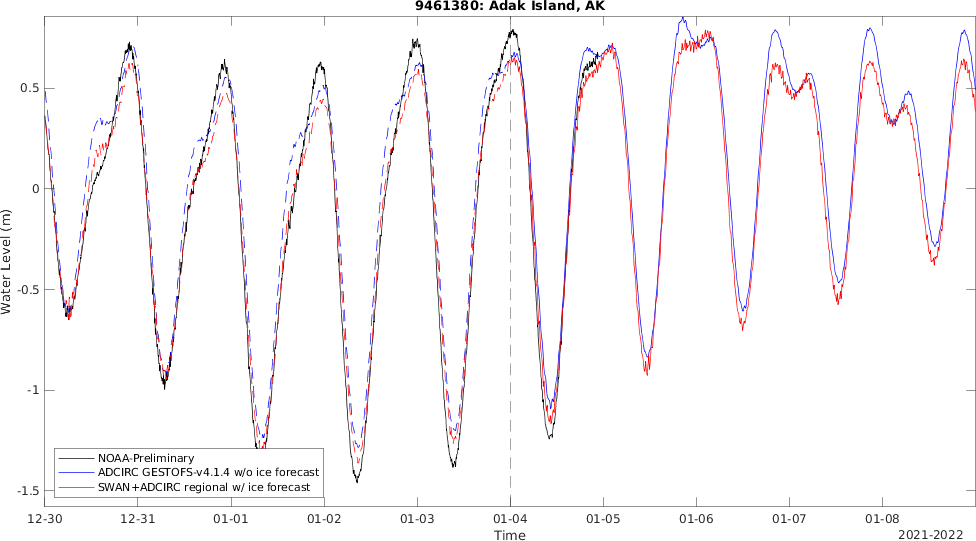 9461380: Adak Island, AK
Water Level (m)
0.5
0
-0.5
-1
-1.5
NOAA-Preliminary
ADCIRC GESTOFS-v4.1.4 w/o ice forecast
SWAN+ADCIRC regional w/ ice forecast
12-30 12-31 01-01 01-02 01-03 01-04 01-05 01-06 01-07 01-08
Time
2021-2022